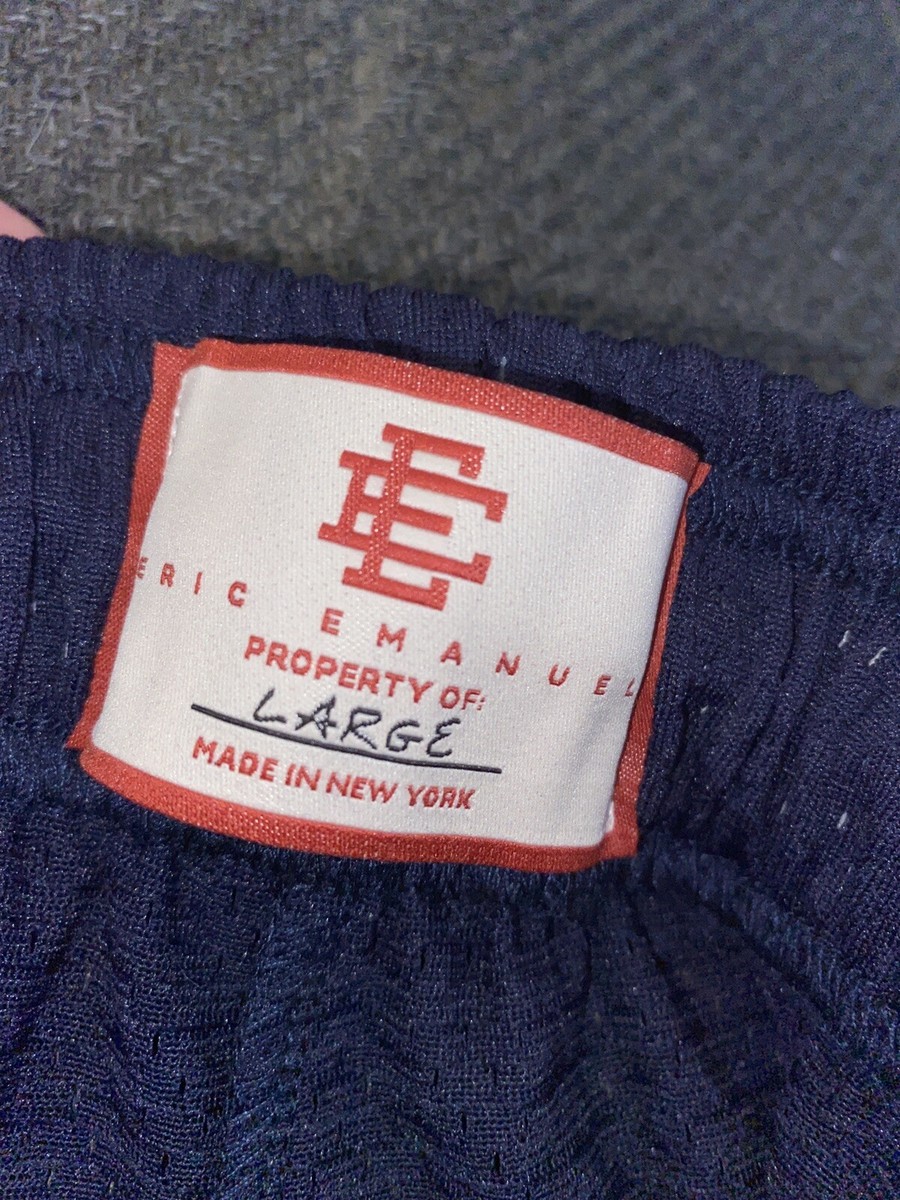 EE
ERIC EMANUEL
PROPERTY OF:
LARGE
MADE IN NEW YORK